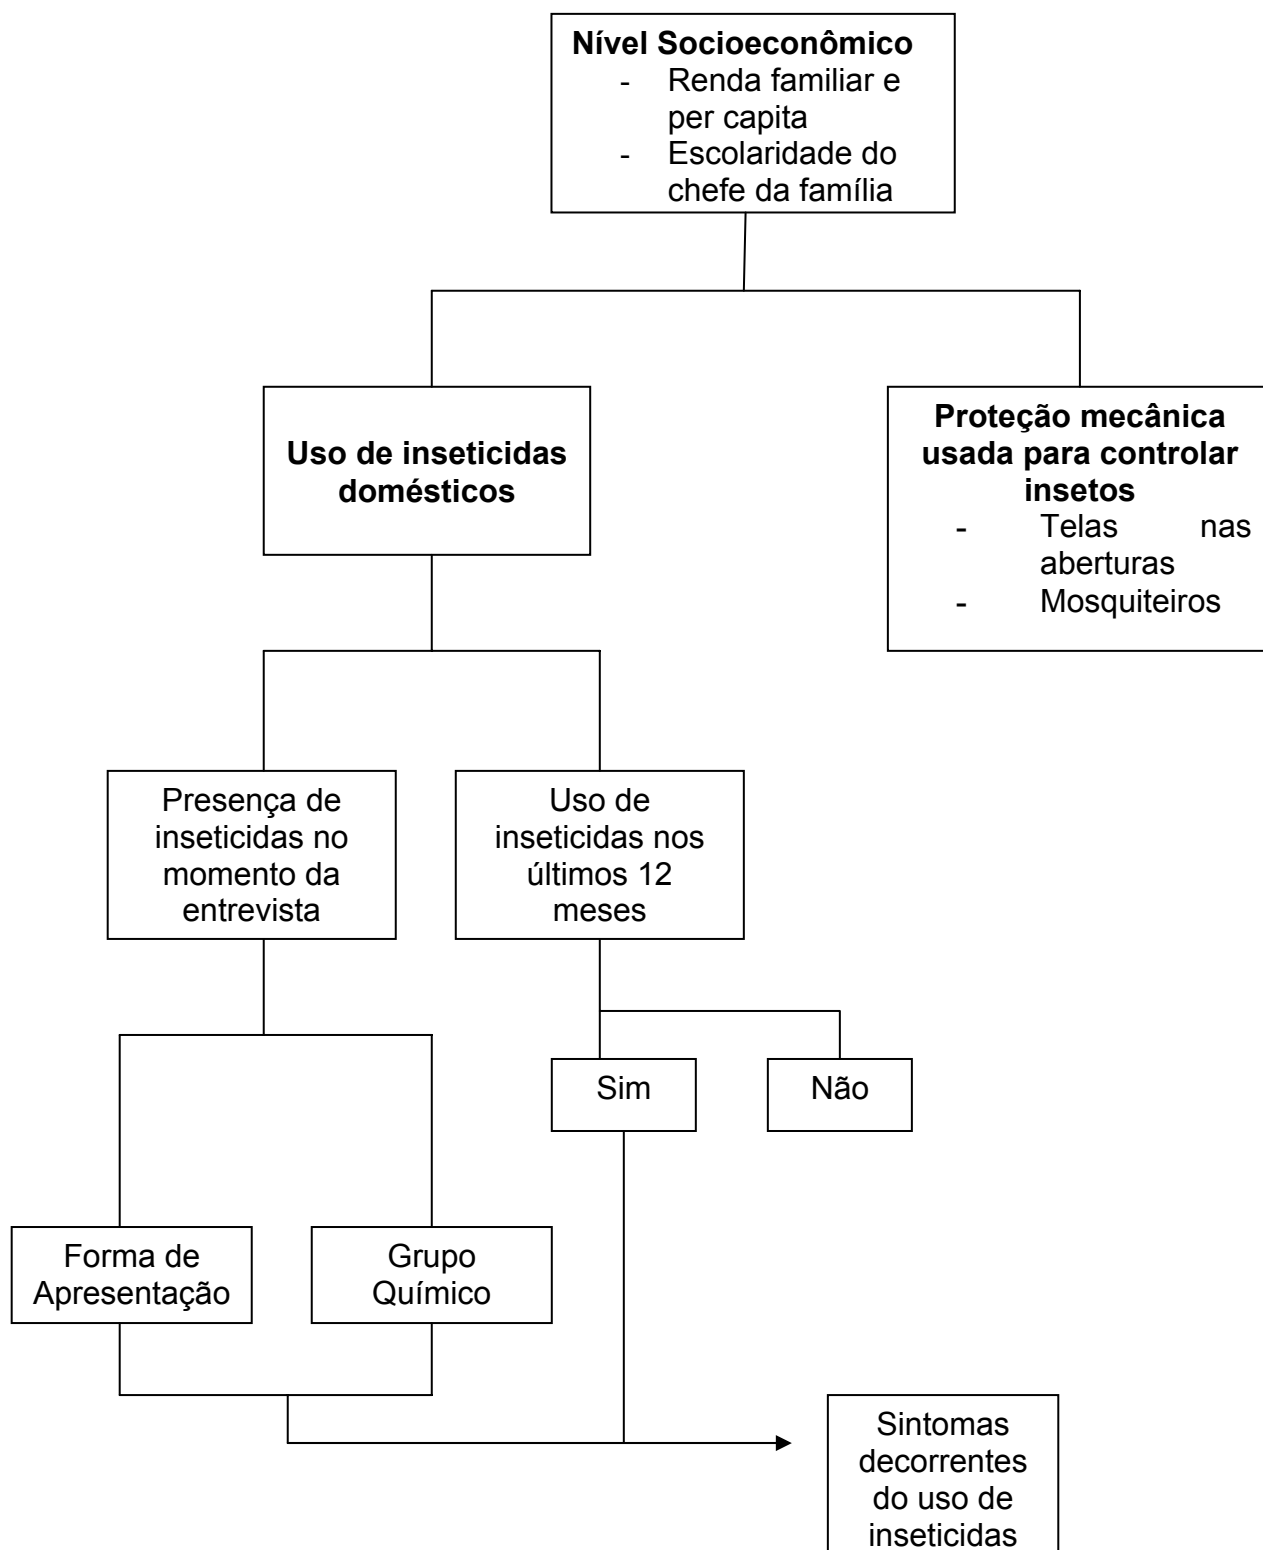 Nível Socioeconômico
- Renda familiar e
per capita
- Escolaridade do
chefe da família
Uso de inseticidas
domésticos
Proteção mecânica
usada para controlar
insetos
- Telas nas
aberturas
- Mosquiteiros
Presença de
inseticidas no
momento da
entrevista
Uso de
inseticidas nos
últimos 12
meses
Sim
Não
Forma de
Apresentação
Grupo
Químico
Sintomas
decorrentes
do uso de
inseticidas